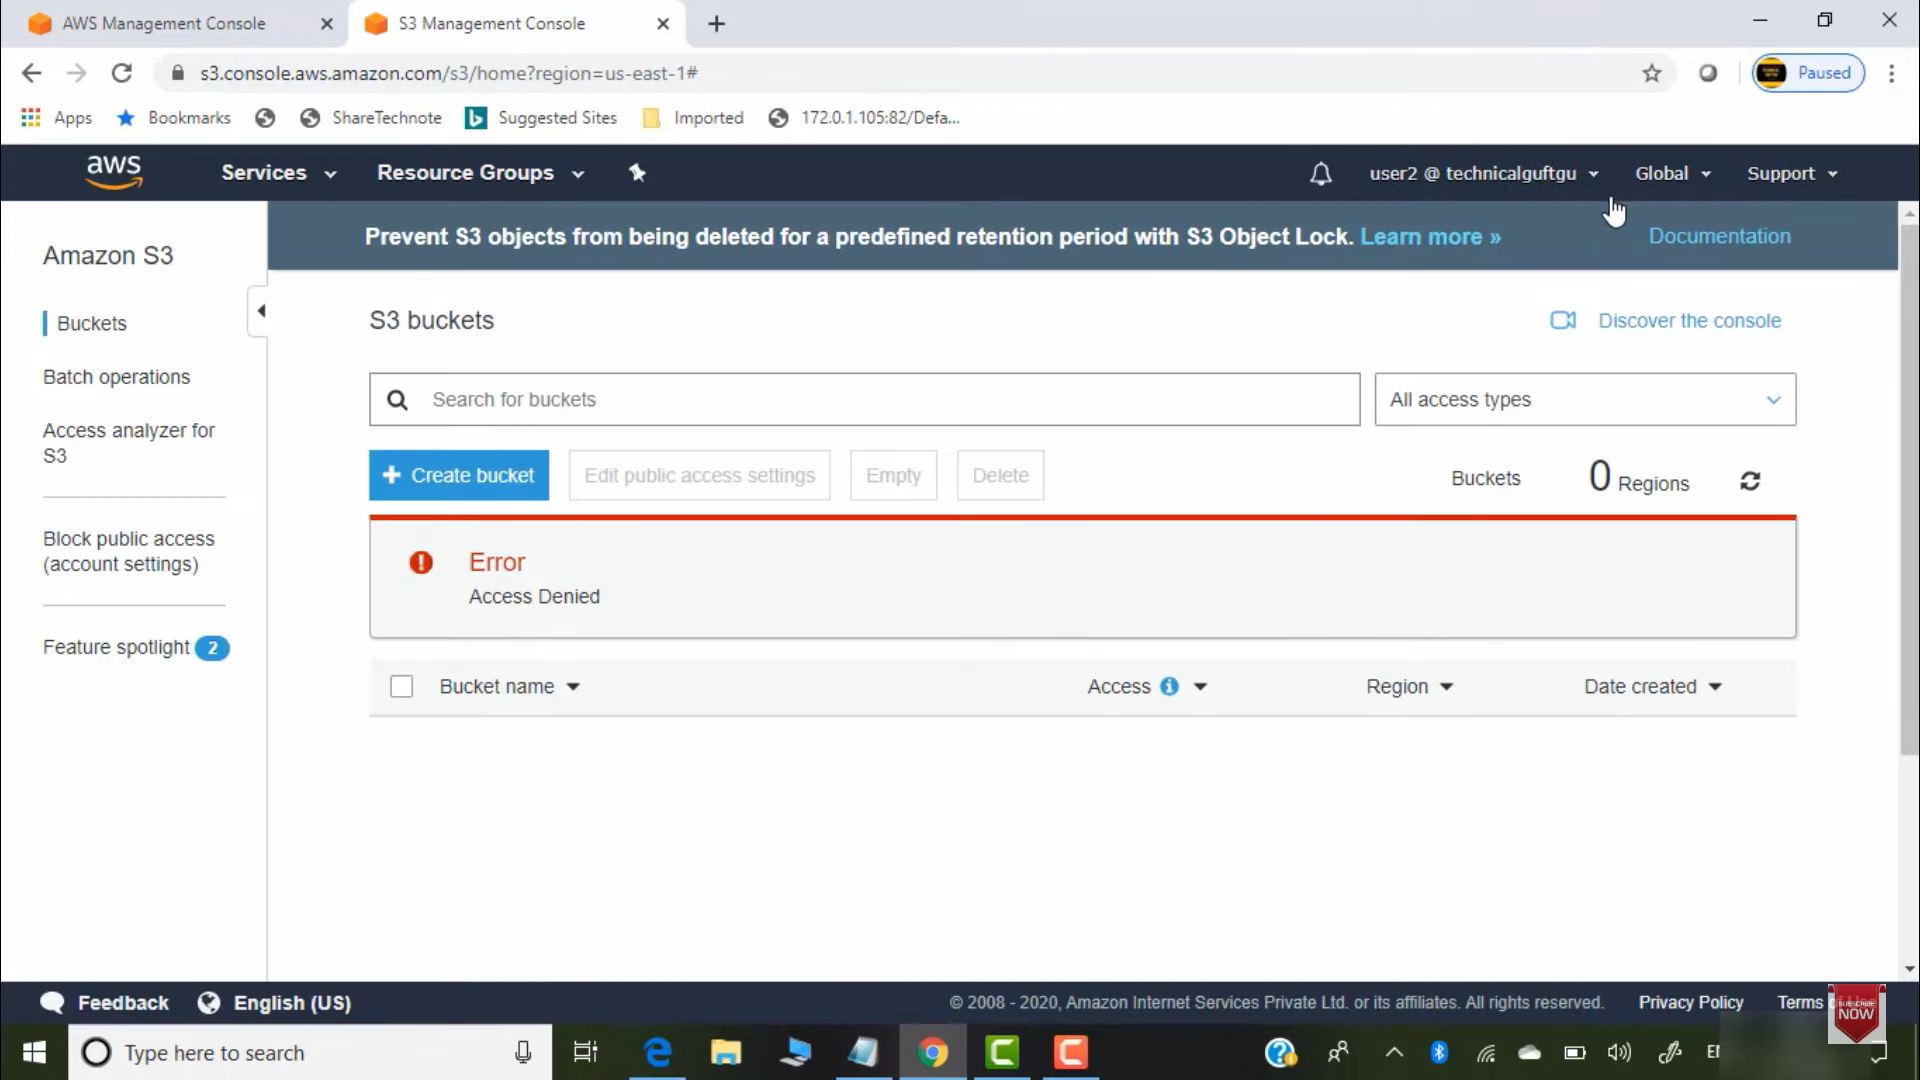 AWS Management Console
S3 Management Console
s3.console.aws.amazon.com/s3/home?region=us-east-1#
Paused
Apps
Bookmarks
ShareTechnote
Suggested Sites
Imported
172.0.1.105:82/Defa...
aws
Services
Resource Groups
user2 @ technicalguftgu
Global
Support
Amazon S3
Buckets
Batch operations
Access analyzer for
S3
Block public access
(account settings)
Feature spotlight 2
Prevent S3 objects from being deleted for a predefined retention period with S3 Object Lock. Learn more »
Documentation
S3 buckets
Discover the console
Search for buckets
All access types
+ Create bucket
Edit public access settings
Empty
Delete
Buckets
0 Regions
Error
Access Denied
Bucket name
Access
Region
Date created
Feedback
English (US)
© 2008 - 2020, Amazon Internet Services Private Ltd. or its affiliates. All rights reserved.
Privacy Policy
Terms
SUBSCRIBE
NOW
Type here to search